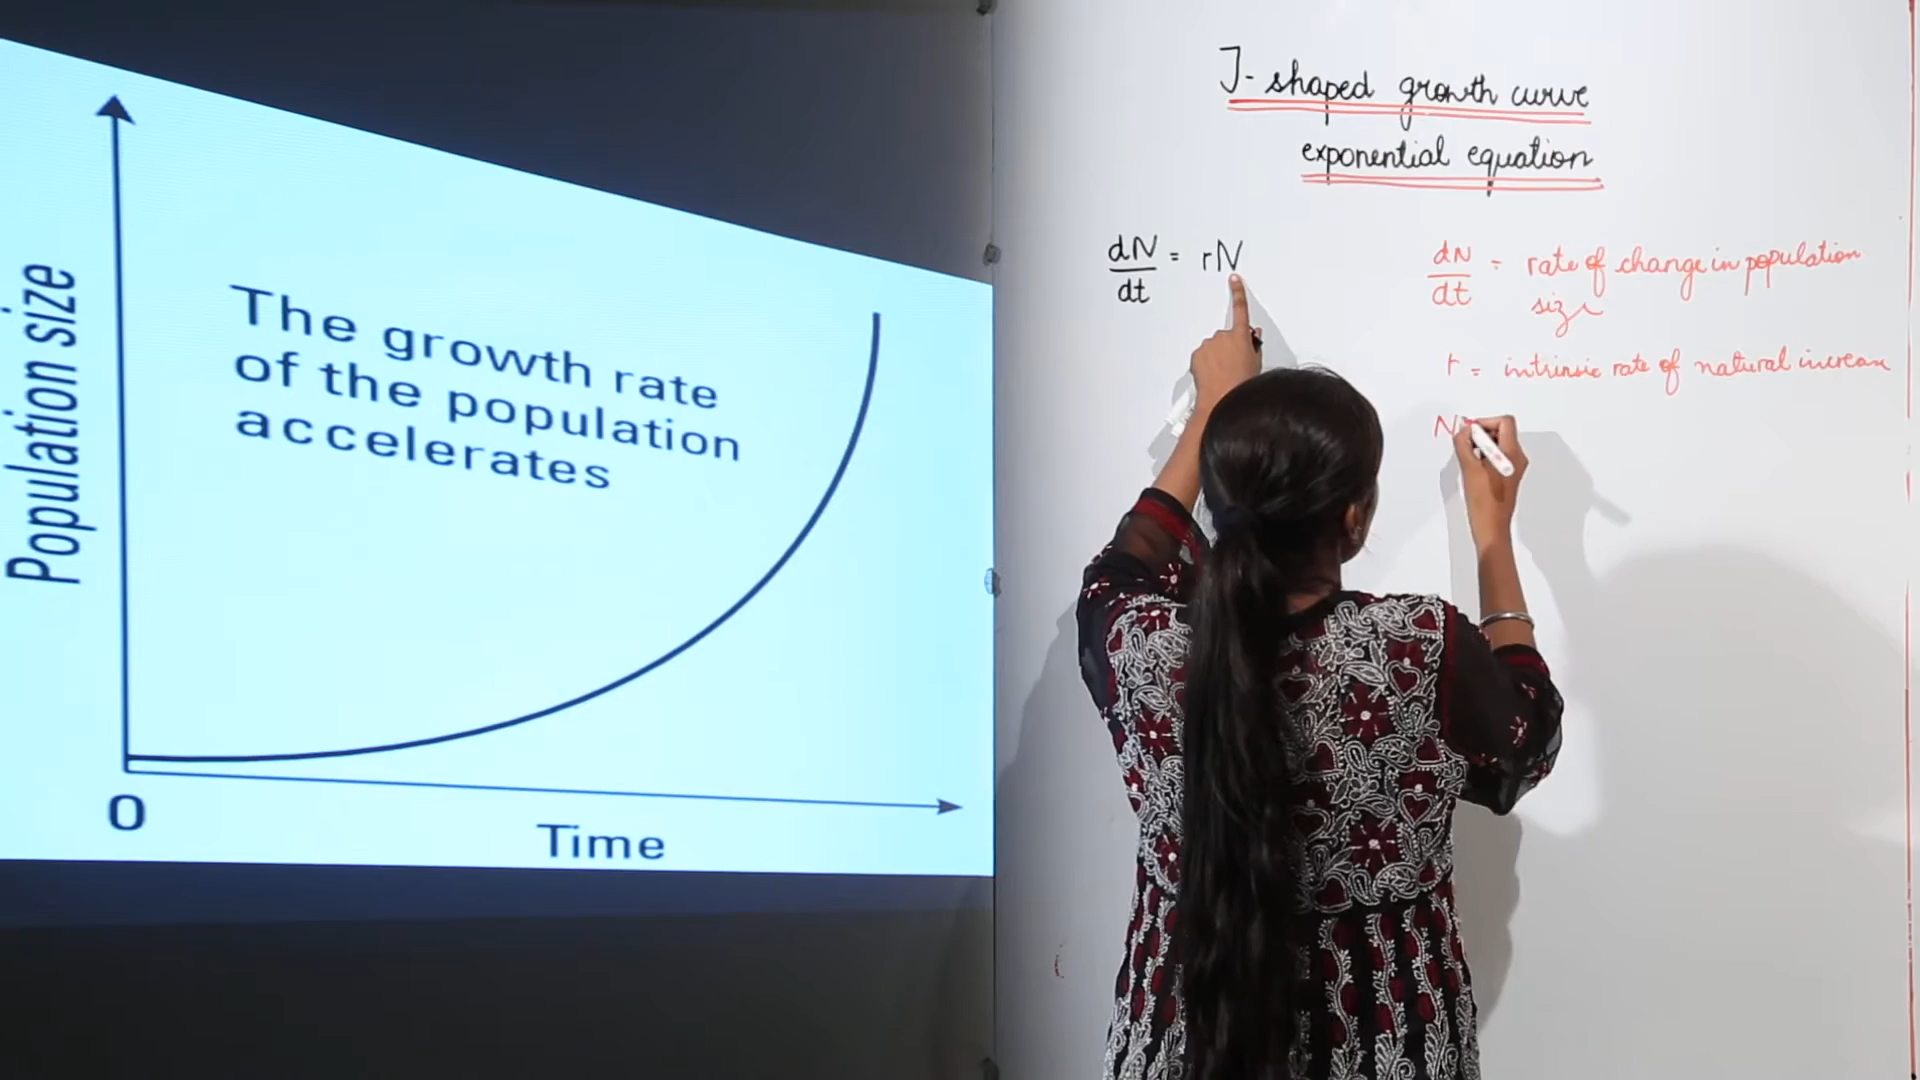 Population size
The growth rate
of the population
accelerates
0
Time
J-shaped growth curve
exponential equation
dN/dt = rN
dN/dt = rate of change in population
size
r = intrinsic rate of natural increase
N